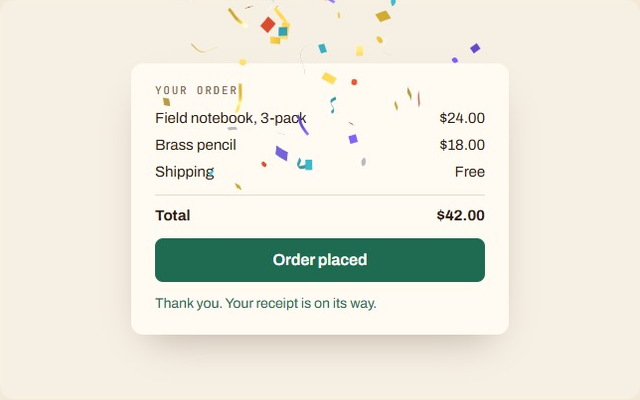 YOUR ORDER
Field notebook, 3-pack $24.00
Brass pencil $18.00
Shipping Free
Total $42.00
Order placed
Thank you. Your receipt is on its way.